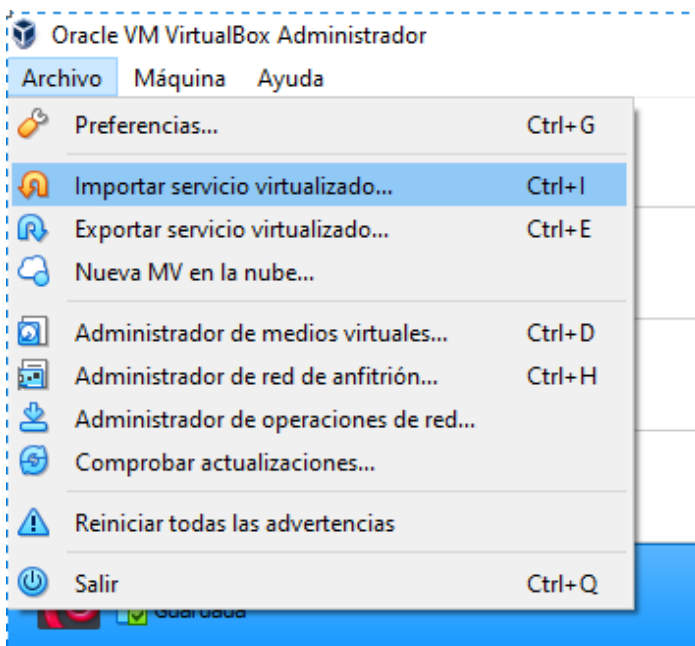 Oracle VM VirtualBox Administrador
Archivo Máquina Ayuda
Preferencias... Ctrl+G
Importar servicio virtualizado... Ctrl+I
Exportar servicio virtualizado... Ctrl+E
Nueva MV en la nube...
Administrador de medios virtuales... Ctrl+D
Administrador de red de anfitrión... Ctrl+H
Administrador de operaciones de red...
Comprobar actualizaciones...
Reiniciar todas las advertencias
Salir Ctrl+Q
Guardada